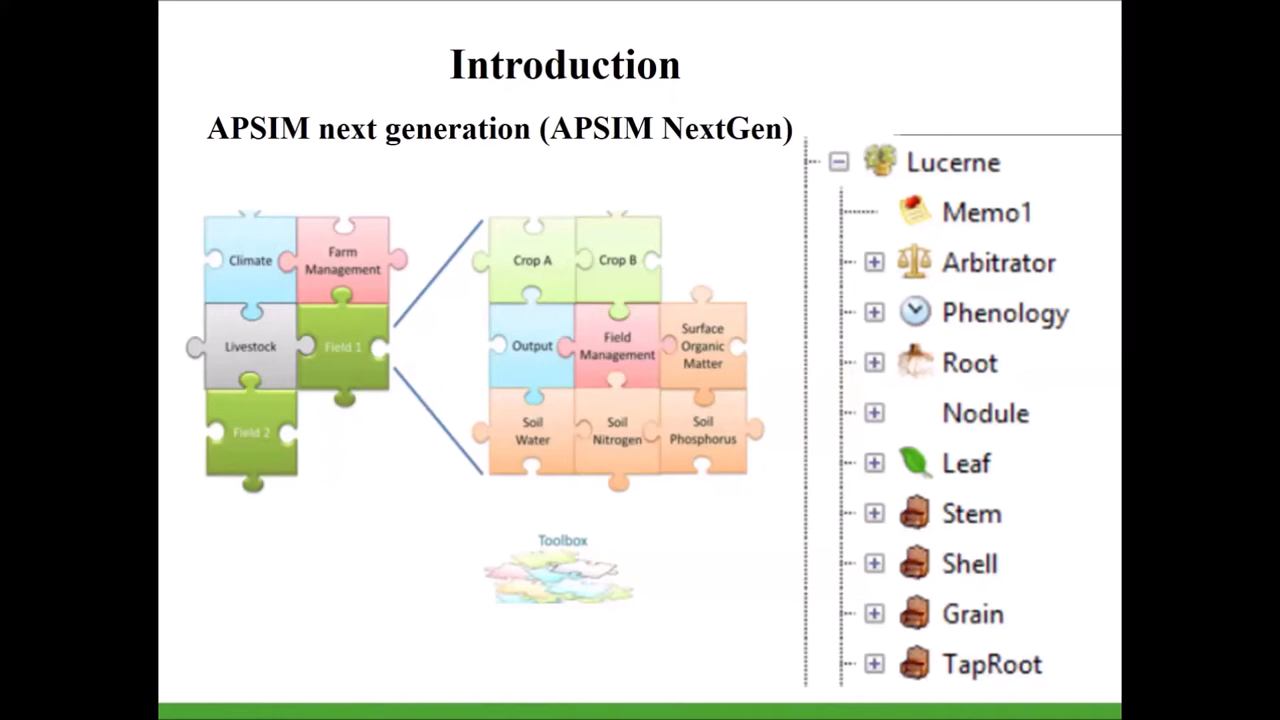 Introduction
APSIM next generation (APSIM NextGen)
Climate
Farm
Management
Livestock
Field 1
Field 2
Crop A
Crop B
Output
Field
Management
Surface
Organic
Matter
Soil
Water
Soil
Nitrogen
Soil
Phosphorus
Toolbox
Lucerne
Memo1
Arbitrator
Phenology
Root
Nodule
Leaf
Stem
Shell
Grain
TapRoot